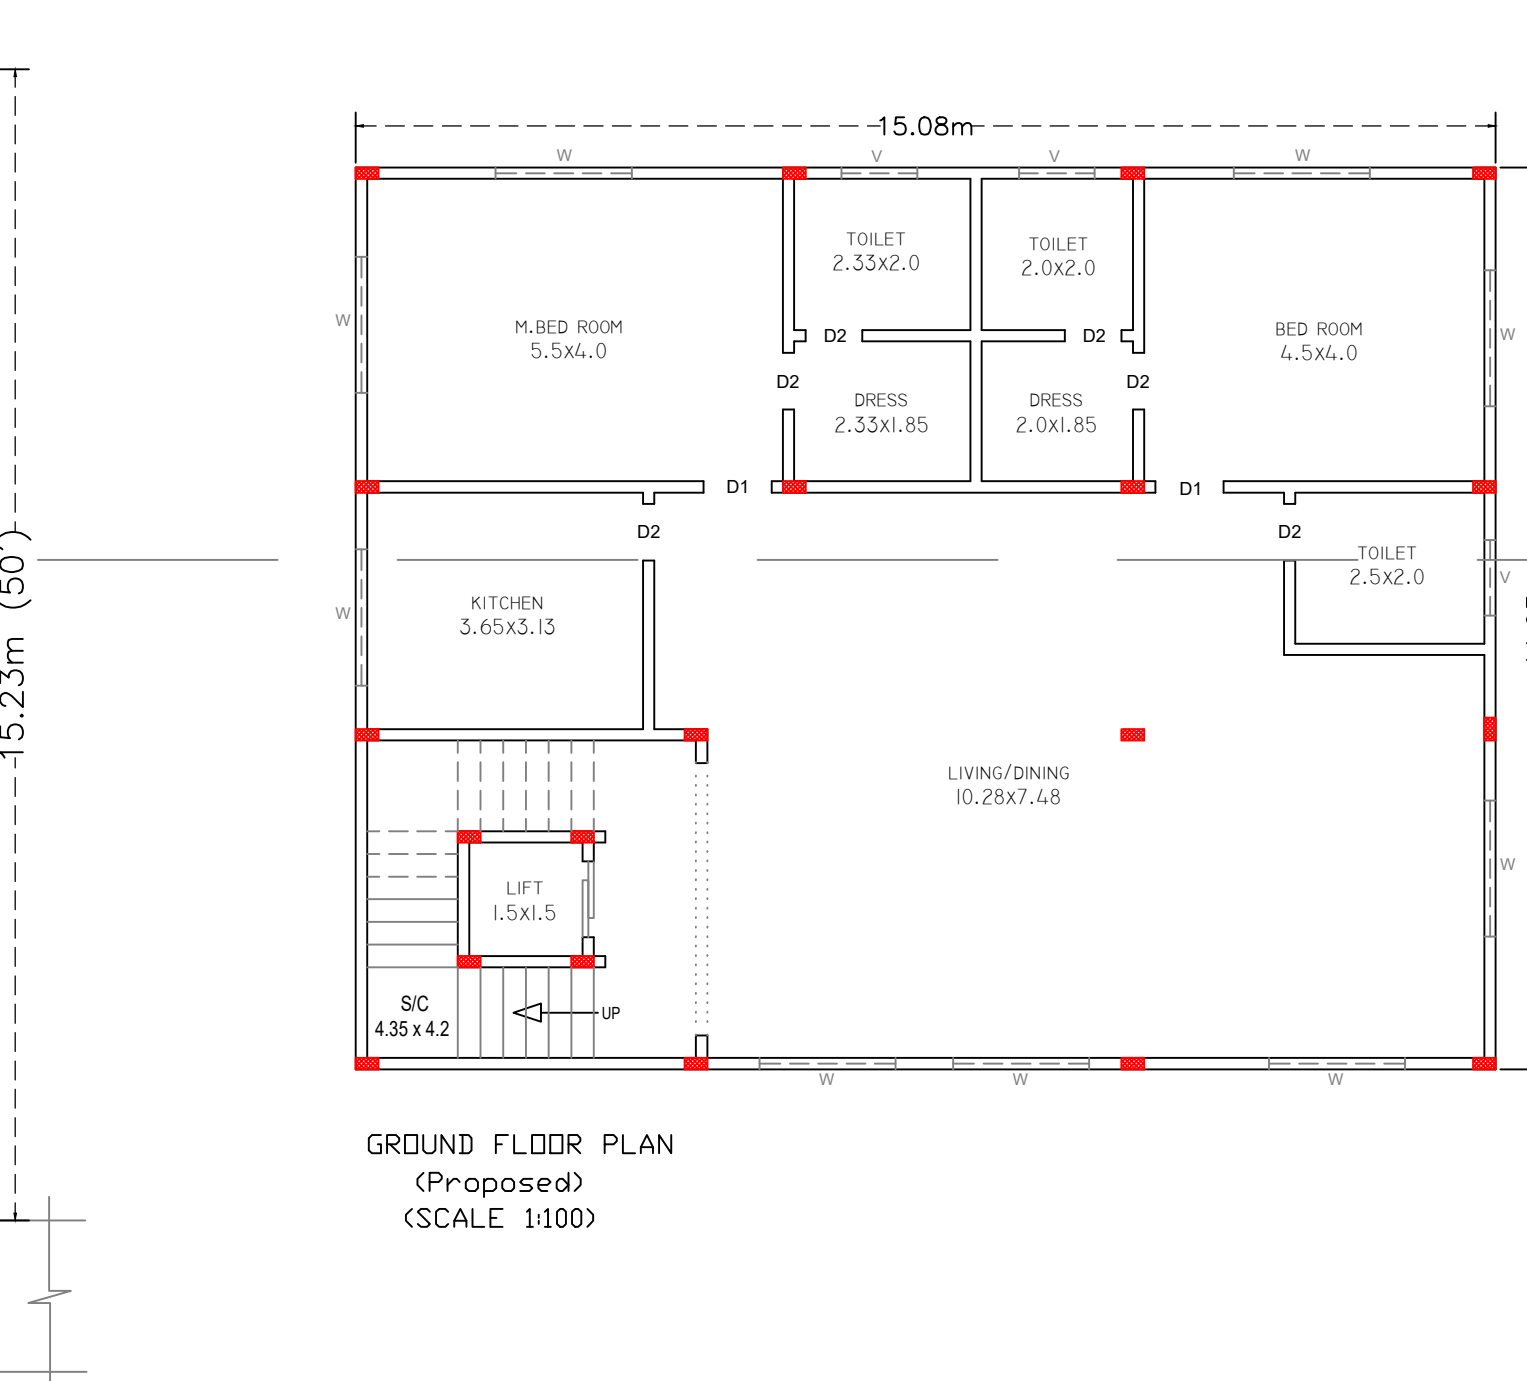 15.08m
W
V
V
W
TOILET
2.33x2.0
TOILET
2.0x2.0
W
M.BED ROOM
5.5x4.0
D2
D2
BED ROOM
4.5x4.0
W
D2
D2
DRESS
2.33x1.85
DRESS
2.0x1.85
D1
D1
D2
D2
TOILET
2.5x2.0
V
15.23m (50')
W
KITCHEN
3.65x3.13
LIVING/DINING
10.28x7.48
W
LIFT
1.5x1.5
S/C
4.35 x 4.2
UP
W
W
W
GROUND FLOOR PLAN
(Proposed)
(SCALE 1:100)